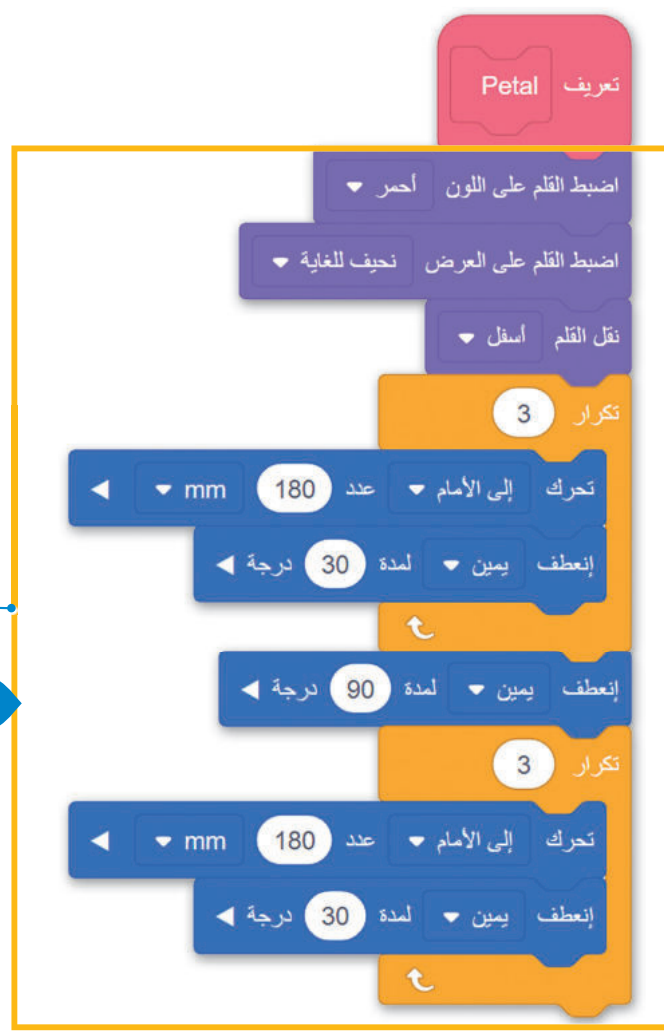 تعريف Petal
اضبط القلم على اللون أحمر
اضبط القلم على العرض نحيف للغاية
نقل القلم أسفل
تكرار 3
تحرك إلى الأمام عدد 180 mm
إنعطف يمين لمدة 30 درجة
إنعطف يمين لمدة 90 درجة
تكرار 3
تحرك إلى الأمام عدد 180 mm
إنعطف يمين لمدة 30 درجة